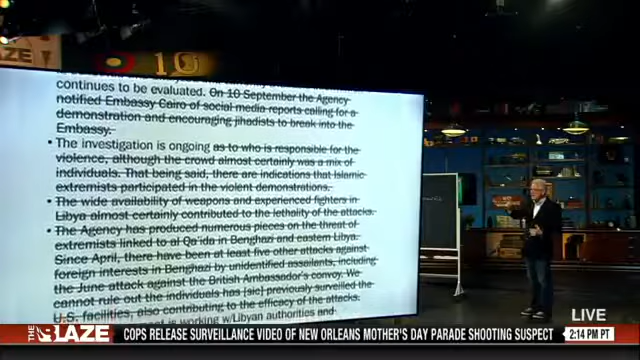 AZE
10
continues to be evaluated. On 10 September the Agency
notified Embassy Cairo of social media reports calling for a
demonstration and encouraging jihadists to break into the
Embassy.
• The investigation is ongoing as to who is responsible for the
violence, although the crowd almost certainly was a mix of
individuals. That being said, there are indications that Islamic
extremists participated in the violent demonstrations.
• The wide availability of weapons and experienced fighters in
Libya almost certainly contributed to the lethality of the attacks.
• The Agency has produced numerous pieces on the threat of
extremists linked to al Qa'ida in Benghazi and eastern Libya.
Since April, there have been at least five other attacks against
foreign interests in Benghazi by unidentified assailants, including
the June attack against the British Ambassador's convoy. We
cannot rule out the individuals has [sic] previously surveilled the
U.S. facilities, also contributing to the efficacy of the attacks.
is working w/Libyan authorities and
LIVE
THE BLAZE
COPS RELEASE SURVEILLANCE VIDEO OF NEW ORLEANS MOTHER'S DAY PARADE SHOOTING SUSPECT
2:14 PM PT